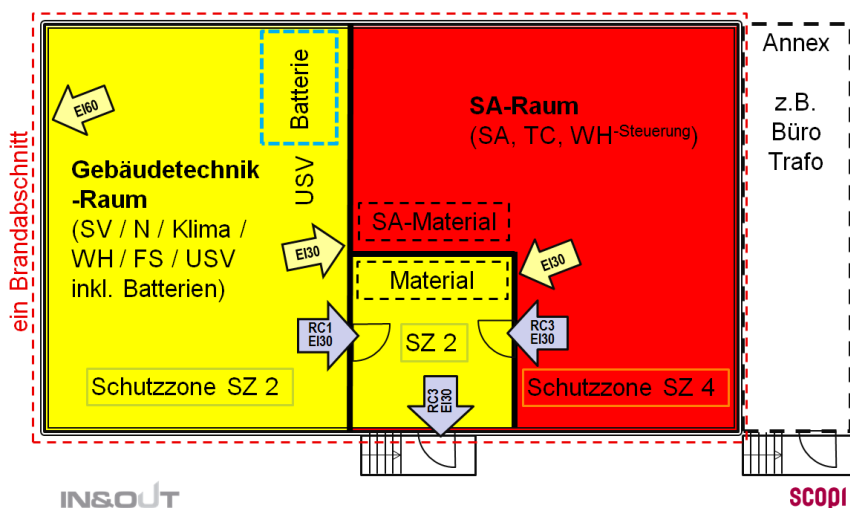 ein Brandabschnitt
EI60
Gebäudetechnik
-Raum
(SV / N / Klima /
WH / FS / USV
inkl. Batterien)
Batterie
USV
SA-Raum
(SA, TC, WH-Steuerung)
SA-Material
EI30
EI30
Material
RC1
EI30
SZ 2
RC3
EI30
RC3
EI30
Schutzzone SZ 2
Schutzzone SZ 4
Annex
z.B.
Büro
Trafo
IN&OUT
SCOPI